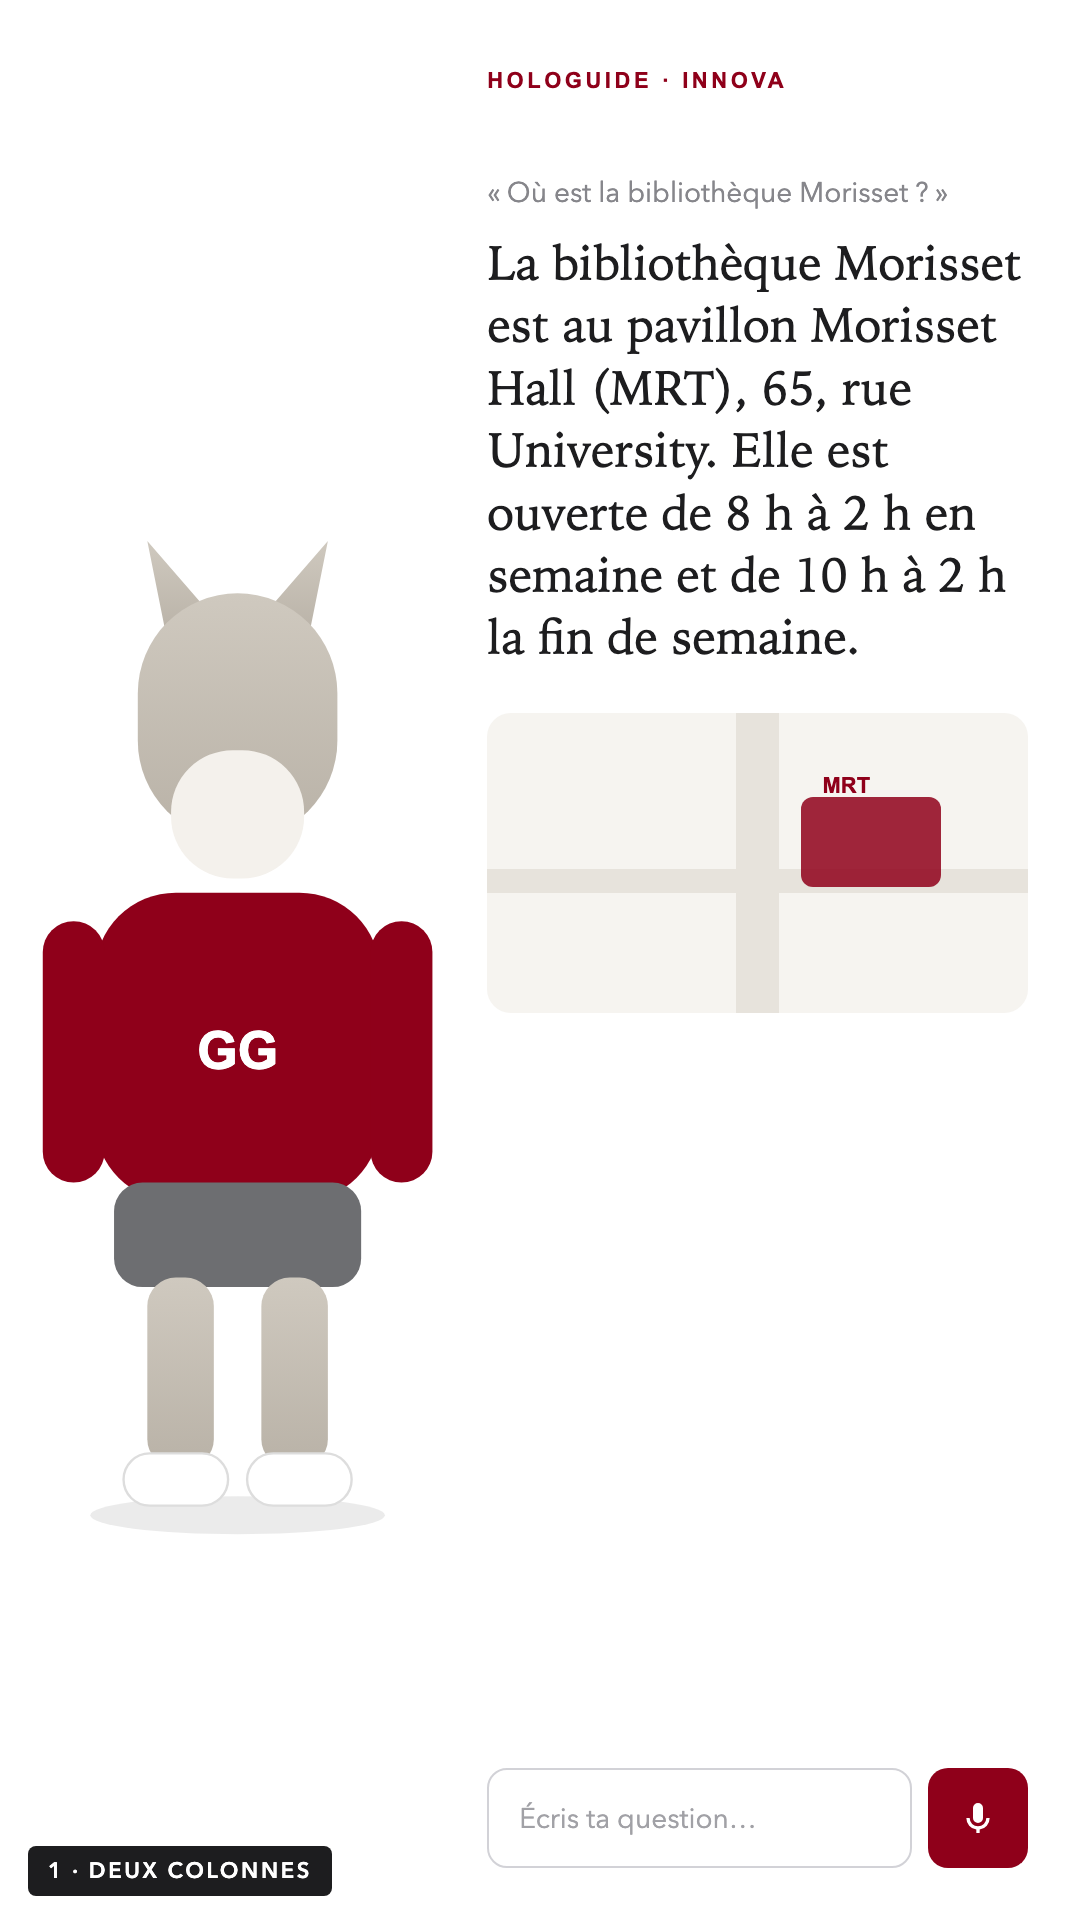 HOLOGUIDE · INNOVA
« Où est la bibliothèque Morisset ? »
La bibliothèque Morisset
est au pavillon Morisset
Hall (MRT), 65, rue
University. Elle est
ouverte de 8 h à 2 h en
semaine et de 10 h à 2 h
la fin de semaine.
MRT
GG
Écris ta question…
1 · DEUX COLONNES